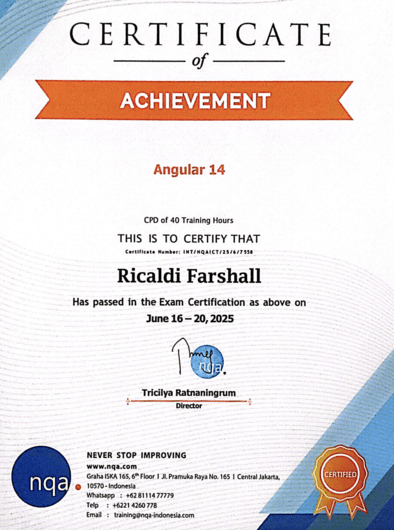 CERTIFICATE
of
ACHIEVEMENT
Angular 14
CPD of 40 Training Hours
THIS IS TO CERTIFY THAT
Certificate Number: INT/NQAICT/25/6/7558
Ricaldi Farshall
Has passed in the Exam Certification as above on
June 16 – 20, 2025
nqa.
Tricilya Ratnaningrum
Director
NEVER STOP IMPROVING
www.nqa.com
Graha ISKA 165, 6th Floor I Jl. Pramuka Raya No. 165 I Central Jakarta,
10570 - Indonesia
Whatsapp : +62 81114 77779
Telp : +6221 4260 778
Email : training@nqa-indonesia.com
nqa.
CERTIFIED